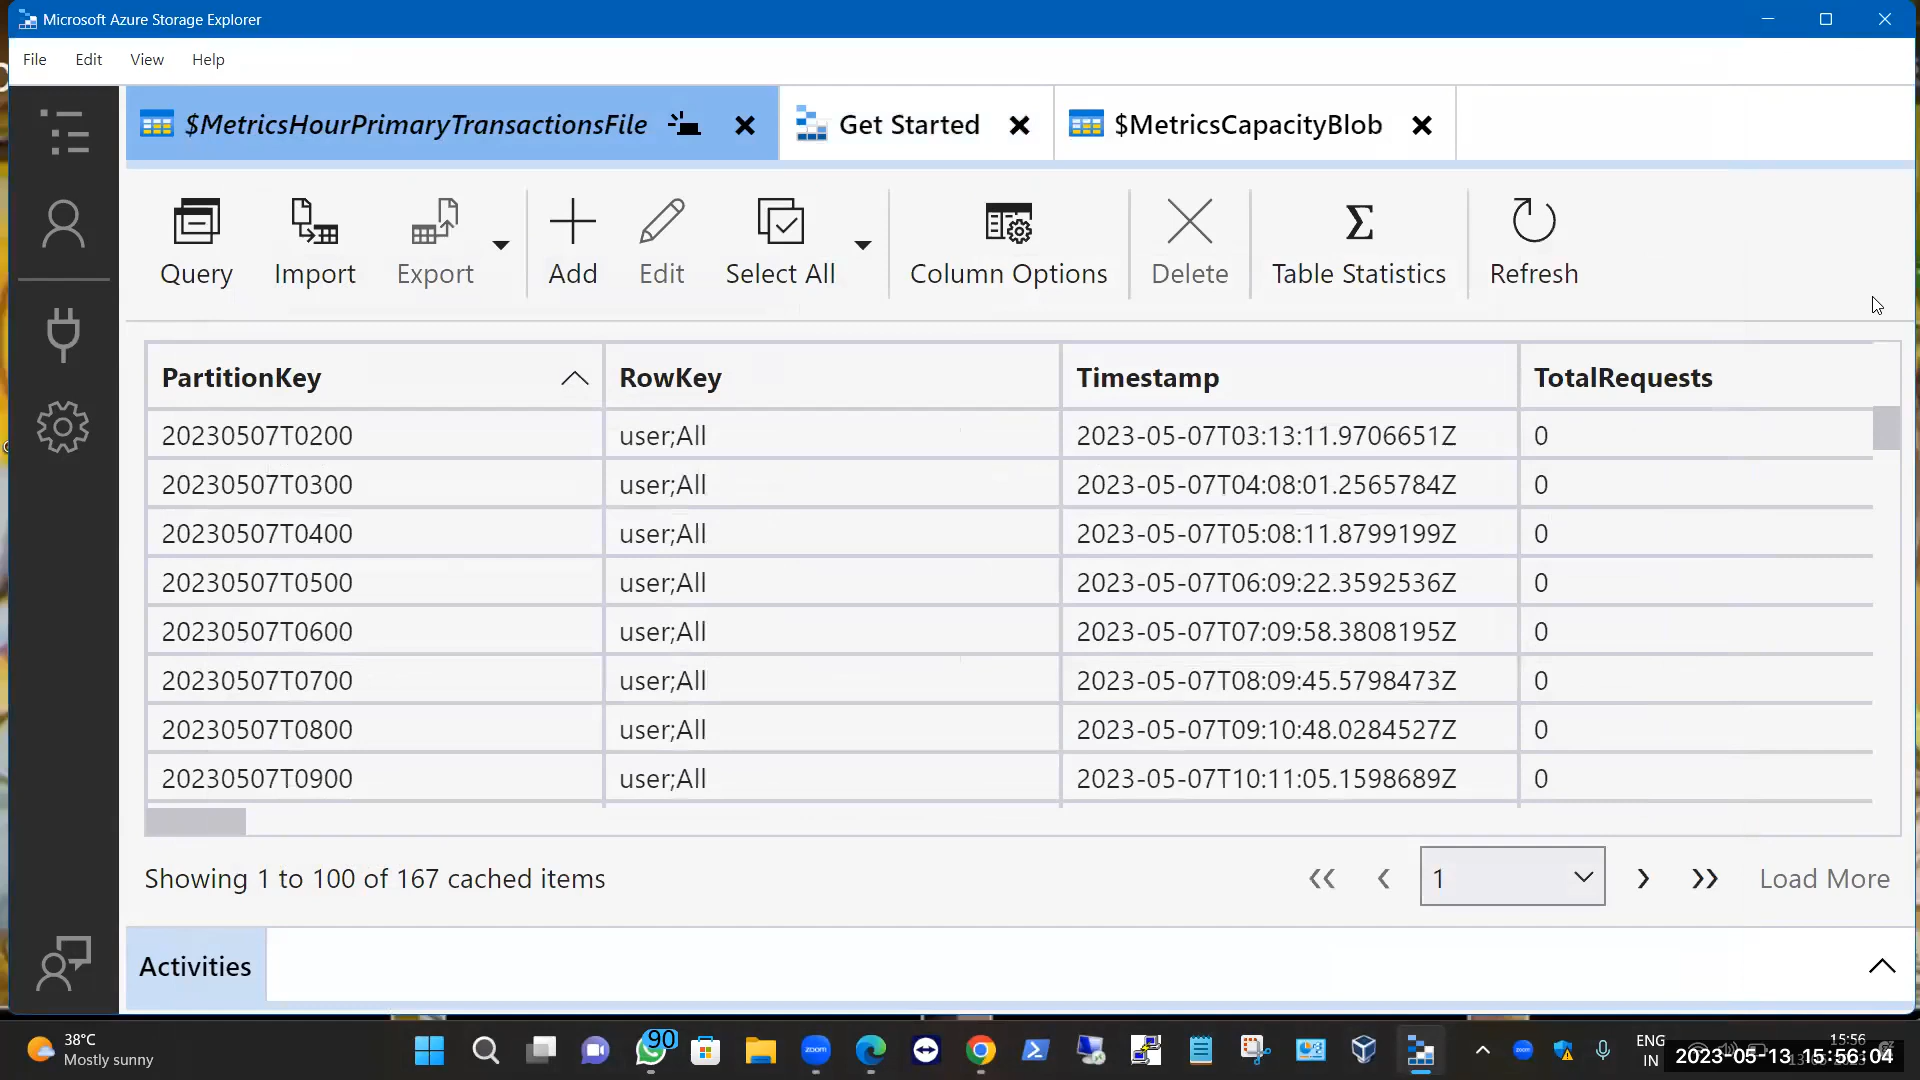 Microsoft Azure Storage Explorer
File Edit View Help
$MetricsHourPrimaryTransactionsFile Get Started $MetricsCapacityBlob
Query Import Export Add Edit Select All Column Options Delete Table Statistics Refresh
PartitionKey RowKey Timestamp TotalRequests
20230507T0200 user;All 2023-05-07T03:13:11.9706651Z 0
20230507T0300 user;All 2023-05-07T04:08:01.2565784Z 0
20230507T0400 user;All 2023-05-07T05:08:11.8799199Z 0
20230507T0500 user;All 2023-05-07T06:09:22.3592536Z 0
20230507T0600 user;All 2023-05-07T07:09:58.3808195Z 0
20230507T0700 user;All 2023-05-07T08:09:45.5798473Z 0
20230507T0800 user;All 2023-05-07T09:10:48.0284527Z 0
20230507T0900 user;All 2023-05-07T10:11:05.1598689Z 0
Showing 1 to 100 of 167 cached items 1 Load More
Activities
38°C
Mostly sunny
90
zoom
ENG
IN
15:56
2023-05-13 15:56:04